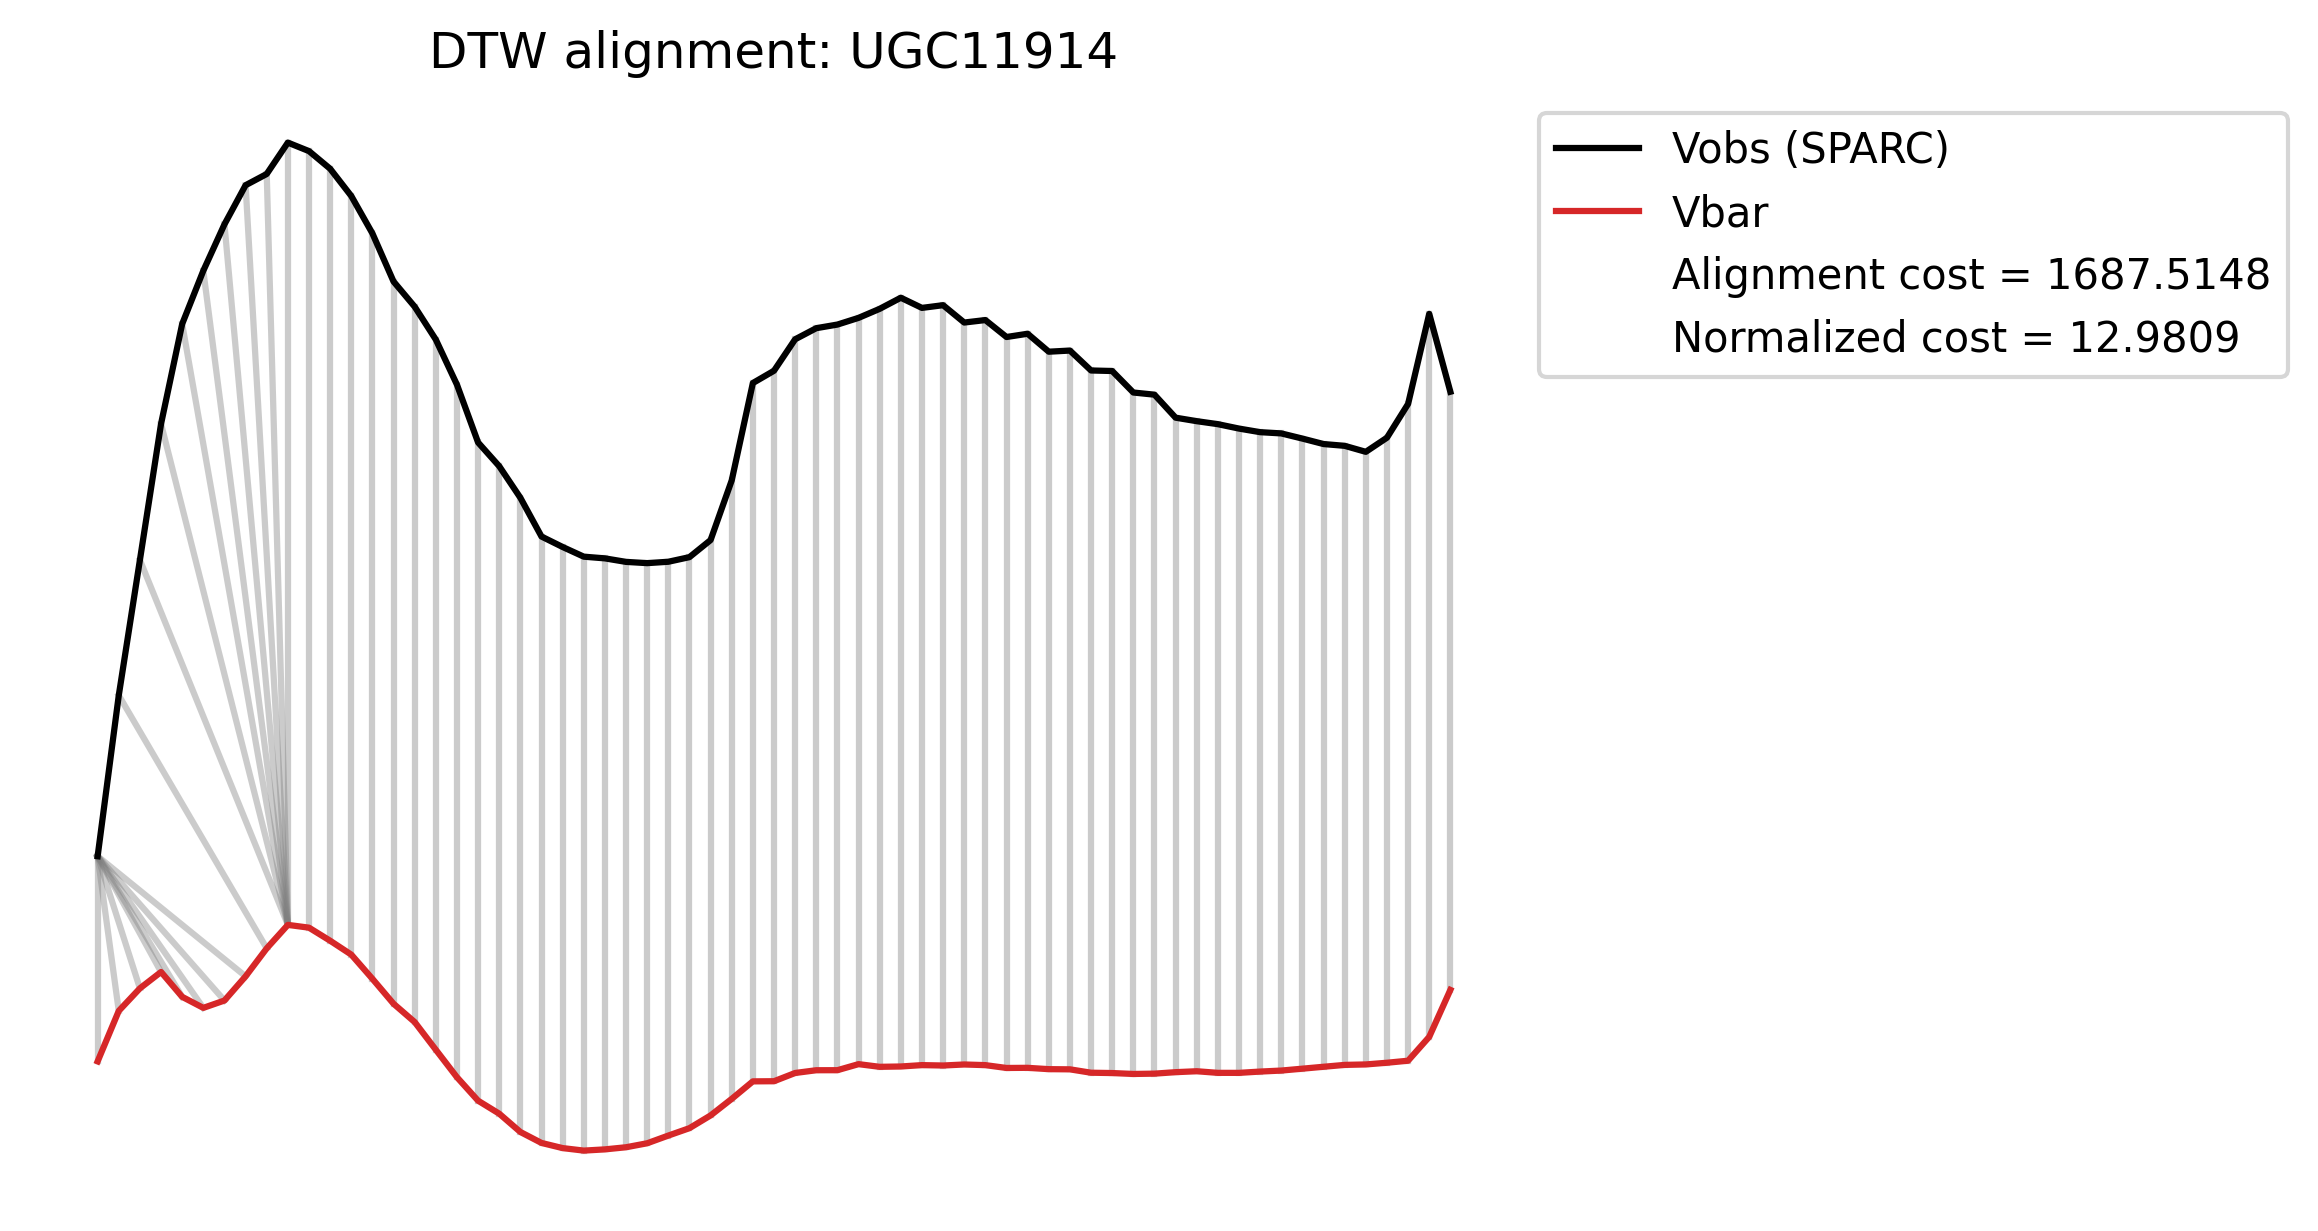 DTW alignment: UGC11914
Vobs (SPARC)
Vbar
Alignment cost = 1687.5148
Normalized cost = 12.9809